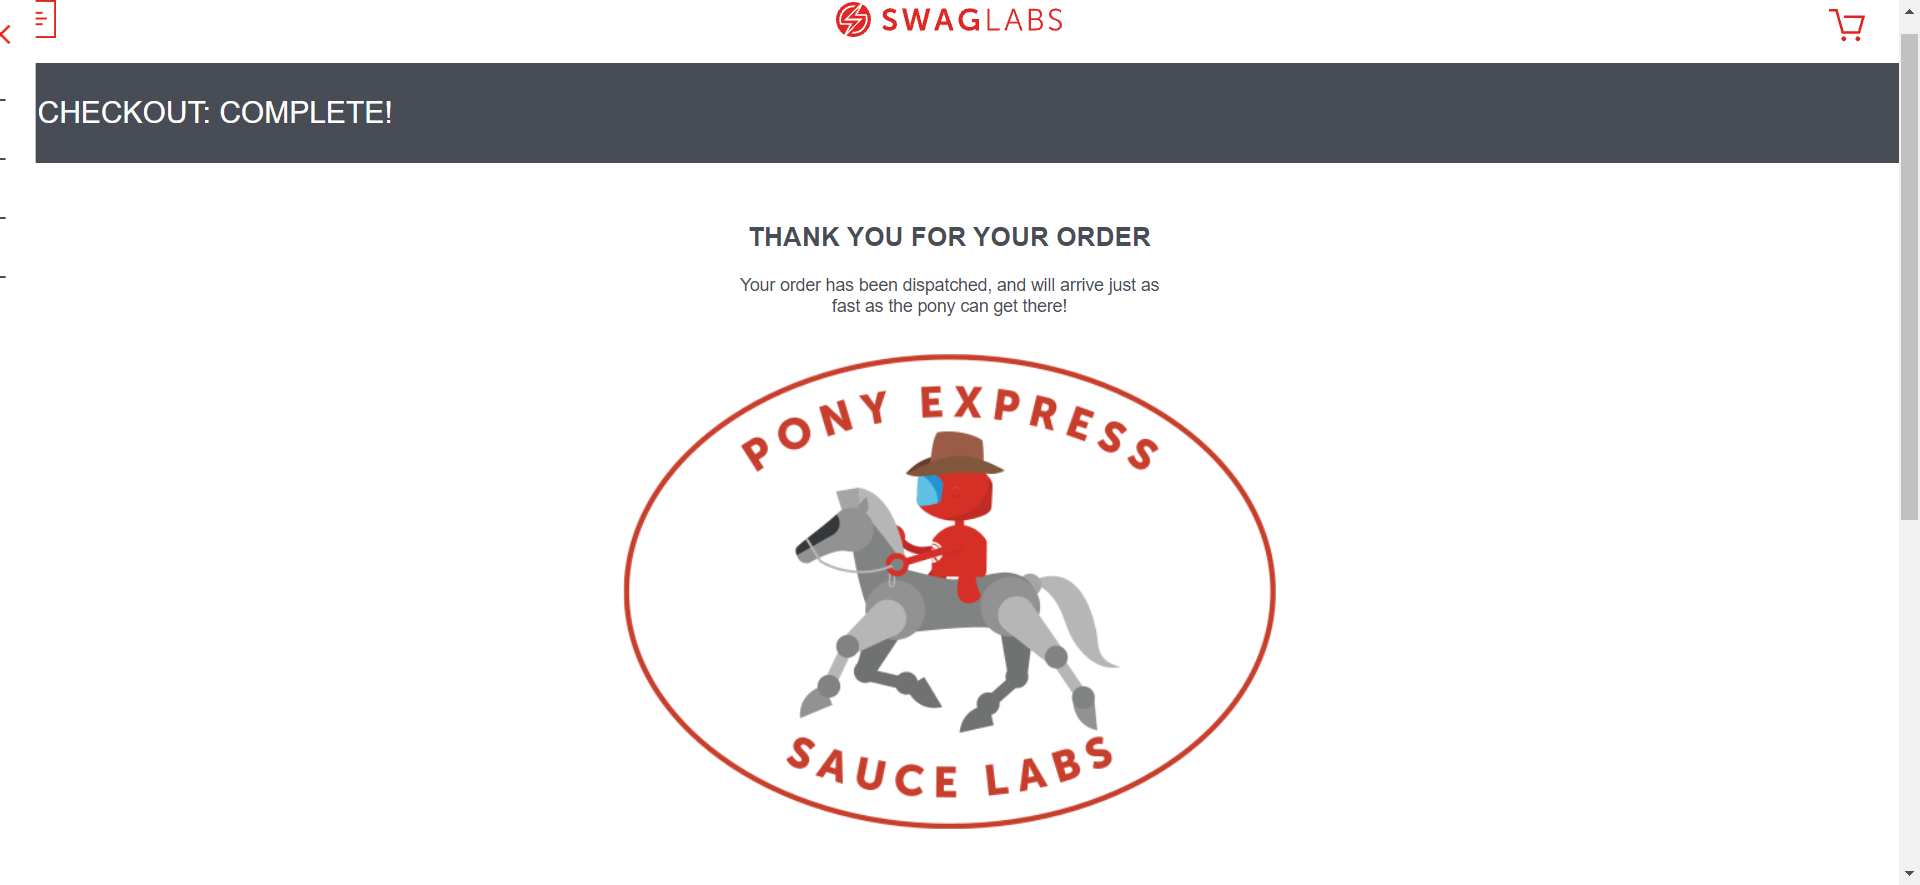 SWAGLABS
CHECKOUT: COMPLETE!
THANK YOU FOR YOUR ORDER
Your order has been dispatched, and will arrive just as
fast as the pony can get there!
PONY EXPRESS
SAUCE LABS